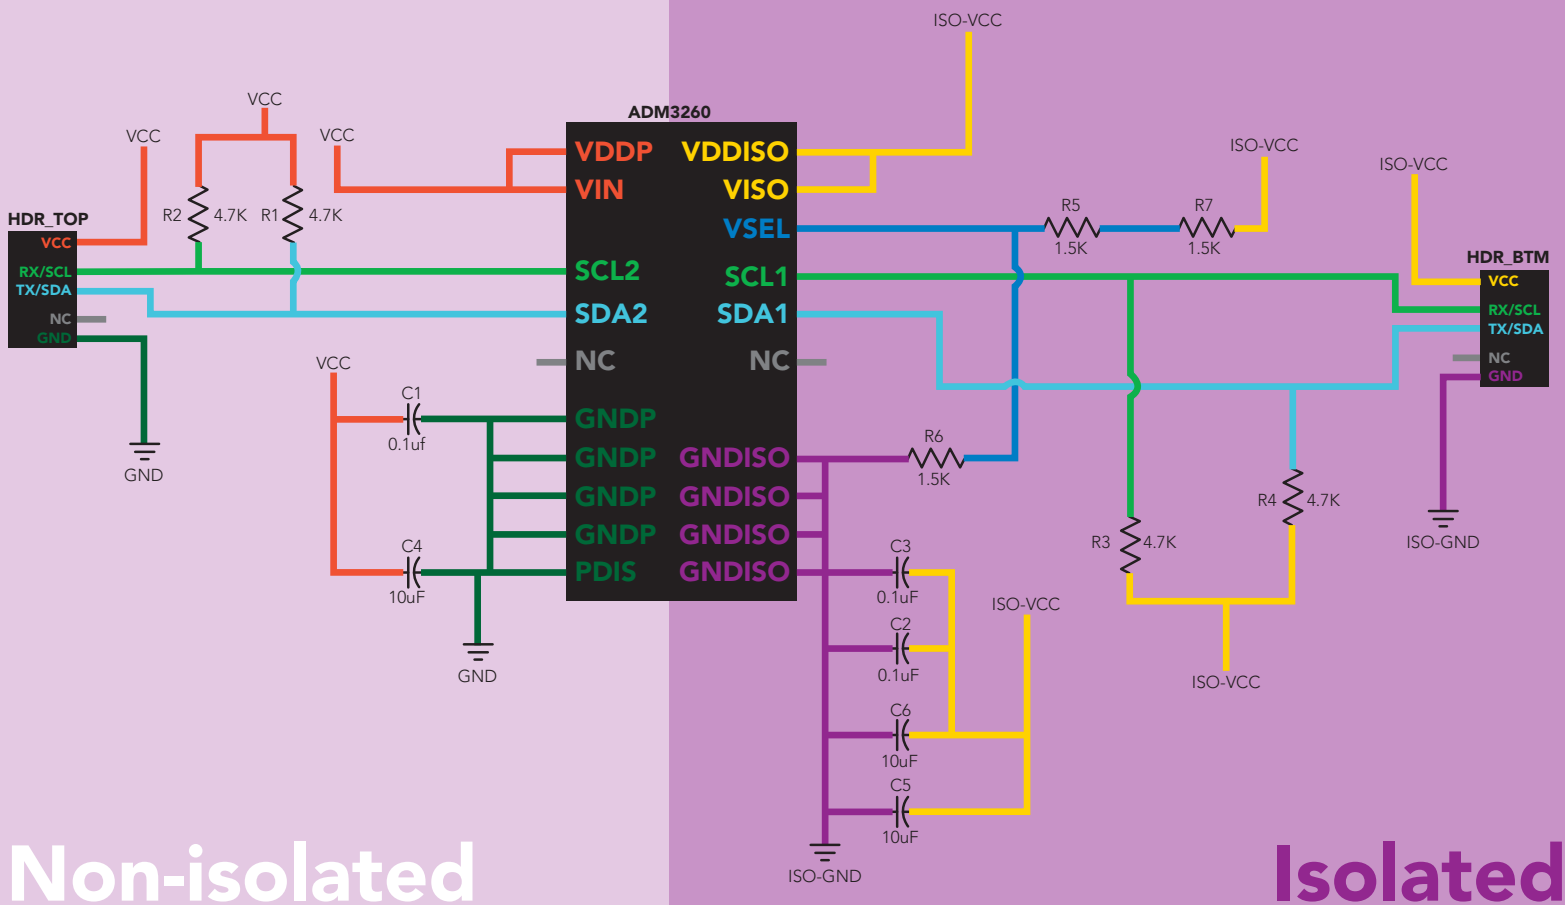 ISO-VCC
VCC
ADM3260
VCC
VCC
ISO-VCC
ISO-VCC
HDR_TOP
VCC
RX/SCL
TX/SDA
NC
GND
R2
4.7K
R1
4.7K
GND
VDDP
VIN
SCL2
SDA2
NC
GNDP
GNDP
GNDP
GNDP
PDIS
VDDISO
VISO
VSEL
SCL1
SDA1
NC
GNDISO
GNDISO
GNDISO
GNDISO
R5
1.5K
R7
1.5K
HDR_BTM
VCC
RX/SCL
TX/SDA
NC
GND
VCC
C1
0.1uf
C4
10uF
GND
R6
1.5K
R4
4.7K
R3
4.7K
ISO-GND
C3
0.1uF
C2
0.1uF
C6
10uF
C5
10uF
ISO-VCC
ISO-VCC
ISO-GND
Non-isolated
Isolated